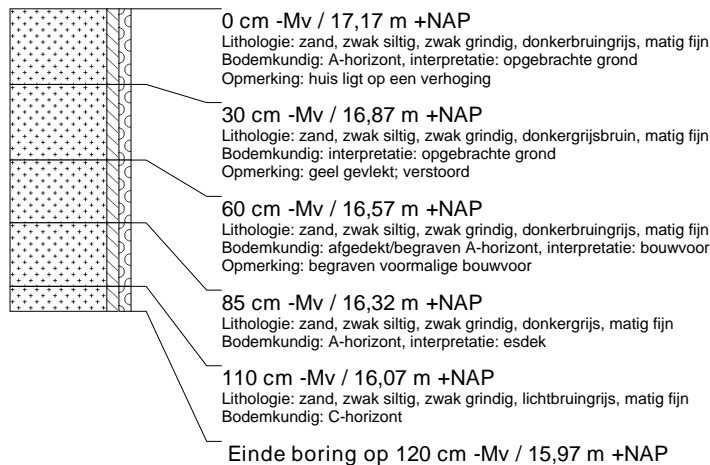 0 cm -Mv / 17,17 m +NAP
Lithologie: zand, zwak siltig, zwak grindig, donkerbruingrijs, matig fijn
Bodemkundig: A-horizont, interpretatie: opgebrachte grond
Opmerking: huis ligt op een verhoging
30 cm -Mv / 16,87 m +NAP
Lithologie: zand, zwak siltig, zwak grindig, donkergrijsbruin, matig fijn
Bodemkundig: interpretatie: opgebrachte grond
Opmerking: geel gevlekt; verstoord
60 cm -Mv / 16,57 m +NAP
Lithologie: zand, zwak siltig, zwak grindig, donkerbruingrijs, matig fijn
Bodemkundig: afgedekt/begraven A-horizont, interpretatie: bouwvoor
Opmerking: begraven voormalige bouwvoor
85 cm -Mv / 16,32 m +NAP
Lithologie: zand, zwak siltig, zwak grindig, donkergrijs, matig fijn
Bodemkundig: A-horizont, interpretatie: esdek
110 cm -Mv / 16,07 m +NAP
Lithologie: zand, zwak siltig, zwak grindig, lichtbruingrijs, matig fijn
Bodemkundig: C-horizont
Einde boring op 120 cm -Mv / 15,97 m +NAP